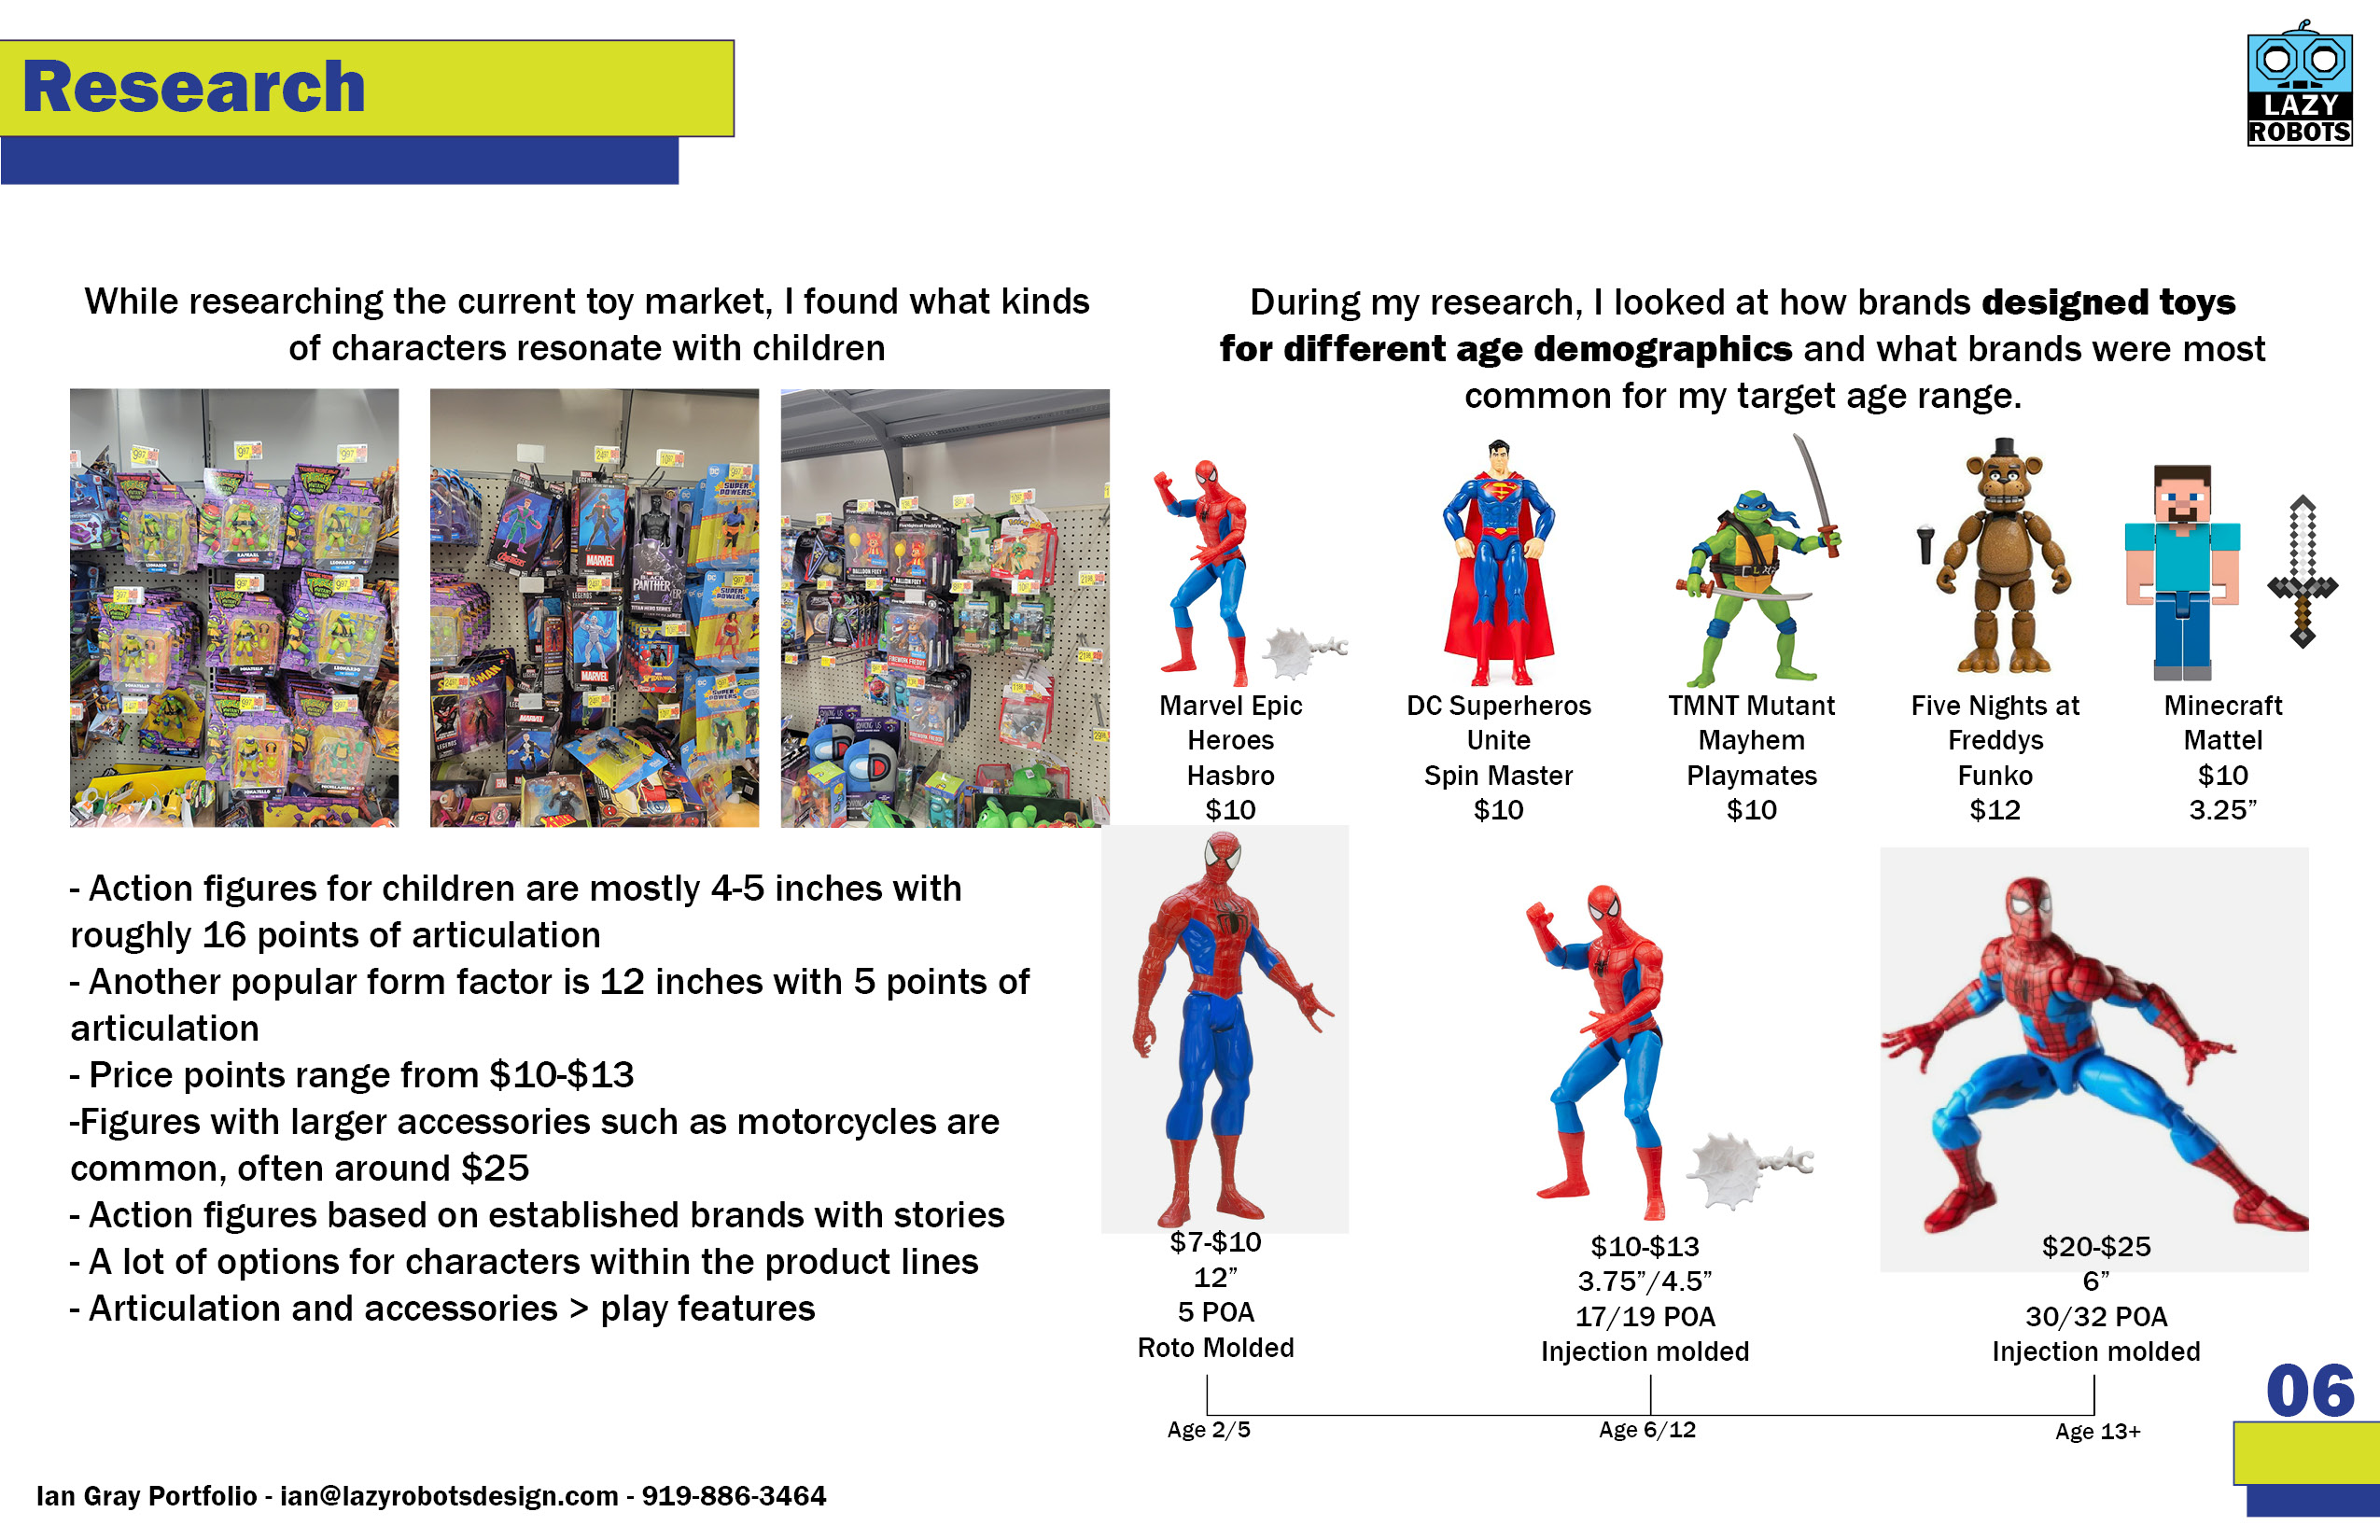 Research
LAZY
ROBOTS
While researching the current toy market, I found what kinds
of characters resonate with children
During my research, I looked at how brands designed toys
for different age demographics and what brands were most
common for my target age range.
MARVEL
BLACK
PANTHER
SUPER
POWERS
MARVEL
Marvel Epic
Heroes
Hasbro
$10
DC Superheros
Unite
Spin Master
$10
TMNT Mutant
Mayhem
Playmates
$10
Five Nights at
Freddys
Funko
$12
Minecraft
Mattel
$10
3.25”
- Action figures for children are mostly 4-5 inches with
roughly 16 points of articulation
- Another popular form factor is 12 inches with 5 points of
articulation
- Price points range from $10-$13
-Figures with larger accessories such as motorcycles are
common, often around $25
- Action figures based on established brands with stories
- A lot of options for characters within the product lines
- Articulation and accessories > play features
$7-$10
12”
5 POA
Roto Molded
$10-$13
3.75”/4.5”
17/19 POA
Injection molded
$20-$25
6”
30/32 POA
Injection molded
Age 2/5
Age 6/12
Age 13+
06
Ian Gray Portfolio - ian@lazyrobotsdesign.com - 919-886-3464